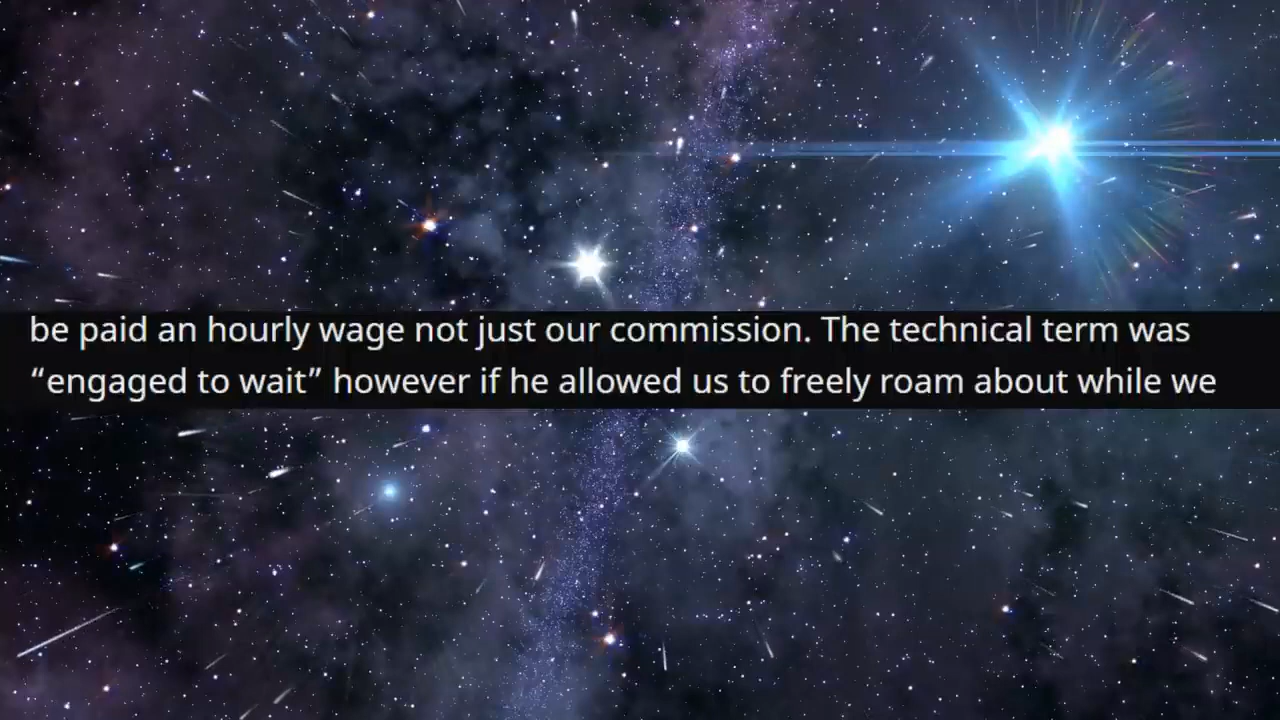 be paid an hourly wage not just our commission. The technical term was
“engaged to wait” however if he allowed us to freely roam about while we